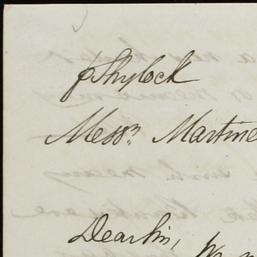 p Shylock
Messrs. Martine
Dear Sir,